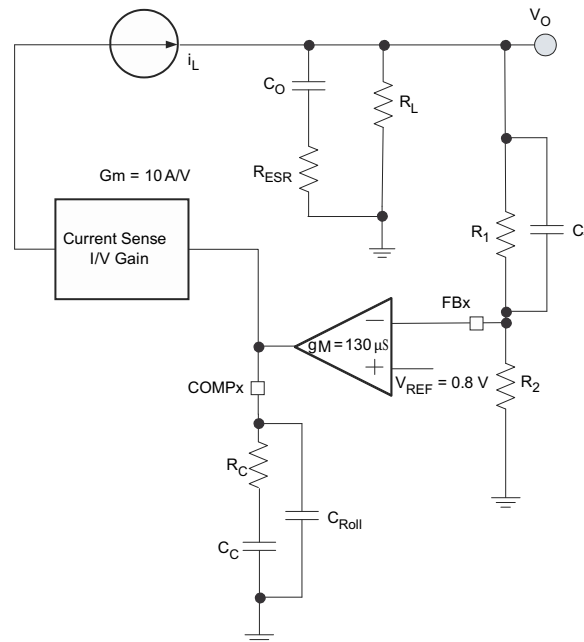 V_O
i_L
C_O
R_L
R_ESR
Gm = 10 A/V
Current Sense
I/V Gain
R_1
C
FBx
gM = 130 µS
V_REF = 0.8 V
R_2
COMPx
R_C
C_Roll
C_C